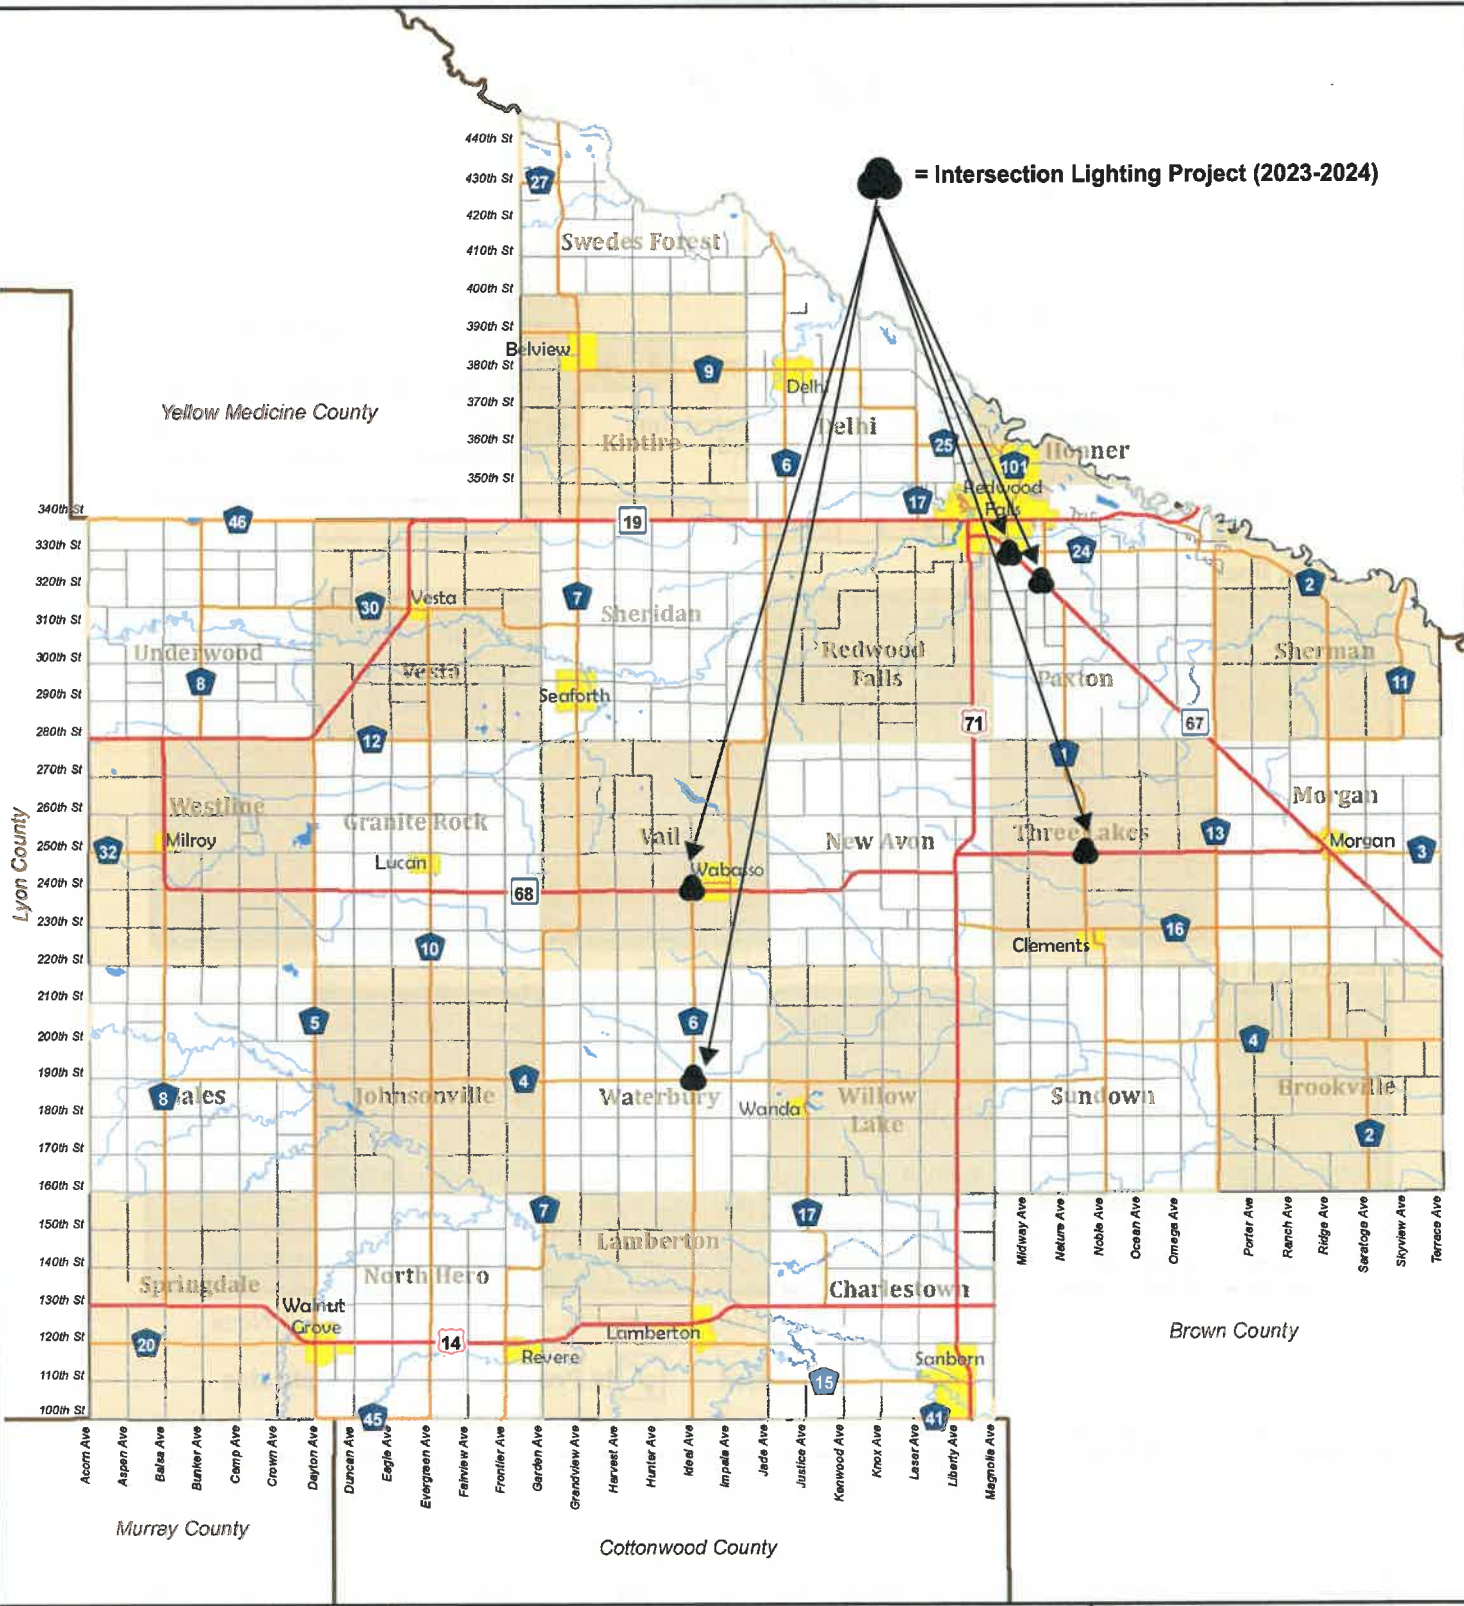 440th St
430th St
420th St
410th St
400th St
390th St
380th St
370th St
360th St
350th St
340th St
330th St
320th St
310th St
300th St
290th St
280th St
270th St
260th St
250th St
240th St
230th St
220th St
210th St
200th St
190th St
180th St
170th St
160th St
150th St
140th St
130th St
120th St
110th St
100th St
= Intersection Lighting Project (2023-2024)
27
Swedes Forest
Belview
9
Delhi
Yellow Medicine County
Kintire
Delhi
25
Honner
6
101
17
Redwood
Falls
46
19
24
30
Vesta
7
Sheridan
2
Underwood
Vesta
Redwood
Falls
Paxton
Sherman
8
Seaforth
11
71
67
12
1
Lyon County
Westline
Granite Rock
Vail
New Avon
Three Lakes
13
Morgan
32
Milroy
Lucan
Wabasso
Morgan
3
68
10
Clements
16
5
6
4
8
ales
Johnsonville
4
Waterbury
Wanda
Willow
Lake
Sundown
Brookville
2
7
17
Lamberton
Springdale
North Hero
Charlestown
Walnut
Grove
20
14
Revere
Lamberton
15
Sanborn
45
41
Brown County
Midway Ave
Nature Ave
Noble Ave
Ocean Ave
Omega Ave
Porter Ave
Ranch Ave
Ridge Ave
Saratoga Ave
Skyview Ave
Terrace Ave
Acorn Ave
Aspen Ave
Balsa Ave
Bunker Ave
Camp Ave
Crown Ave
Dayton Ave
Duncan Ave
Eagle Ave
Evergreen Ave
Fairview Ave
Frontier Ave
Garden Ave
Grandview Ave
Harvest Ave
Hunter Ave
Ideal Ave
Impala Ave
Jade Ave
Justice Ave
Kenwood Ave
Knox Ave
Laser Ave
Liberty Ave
Magnolia Ave
Murray County
Cottonwood County